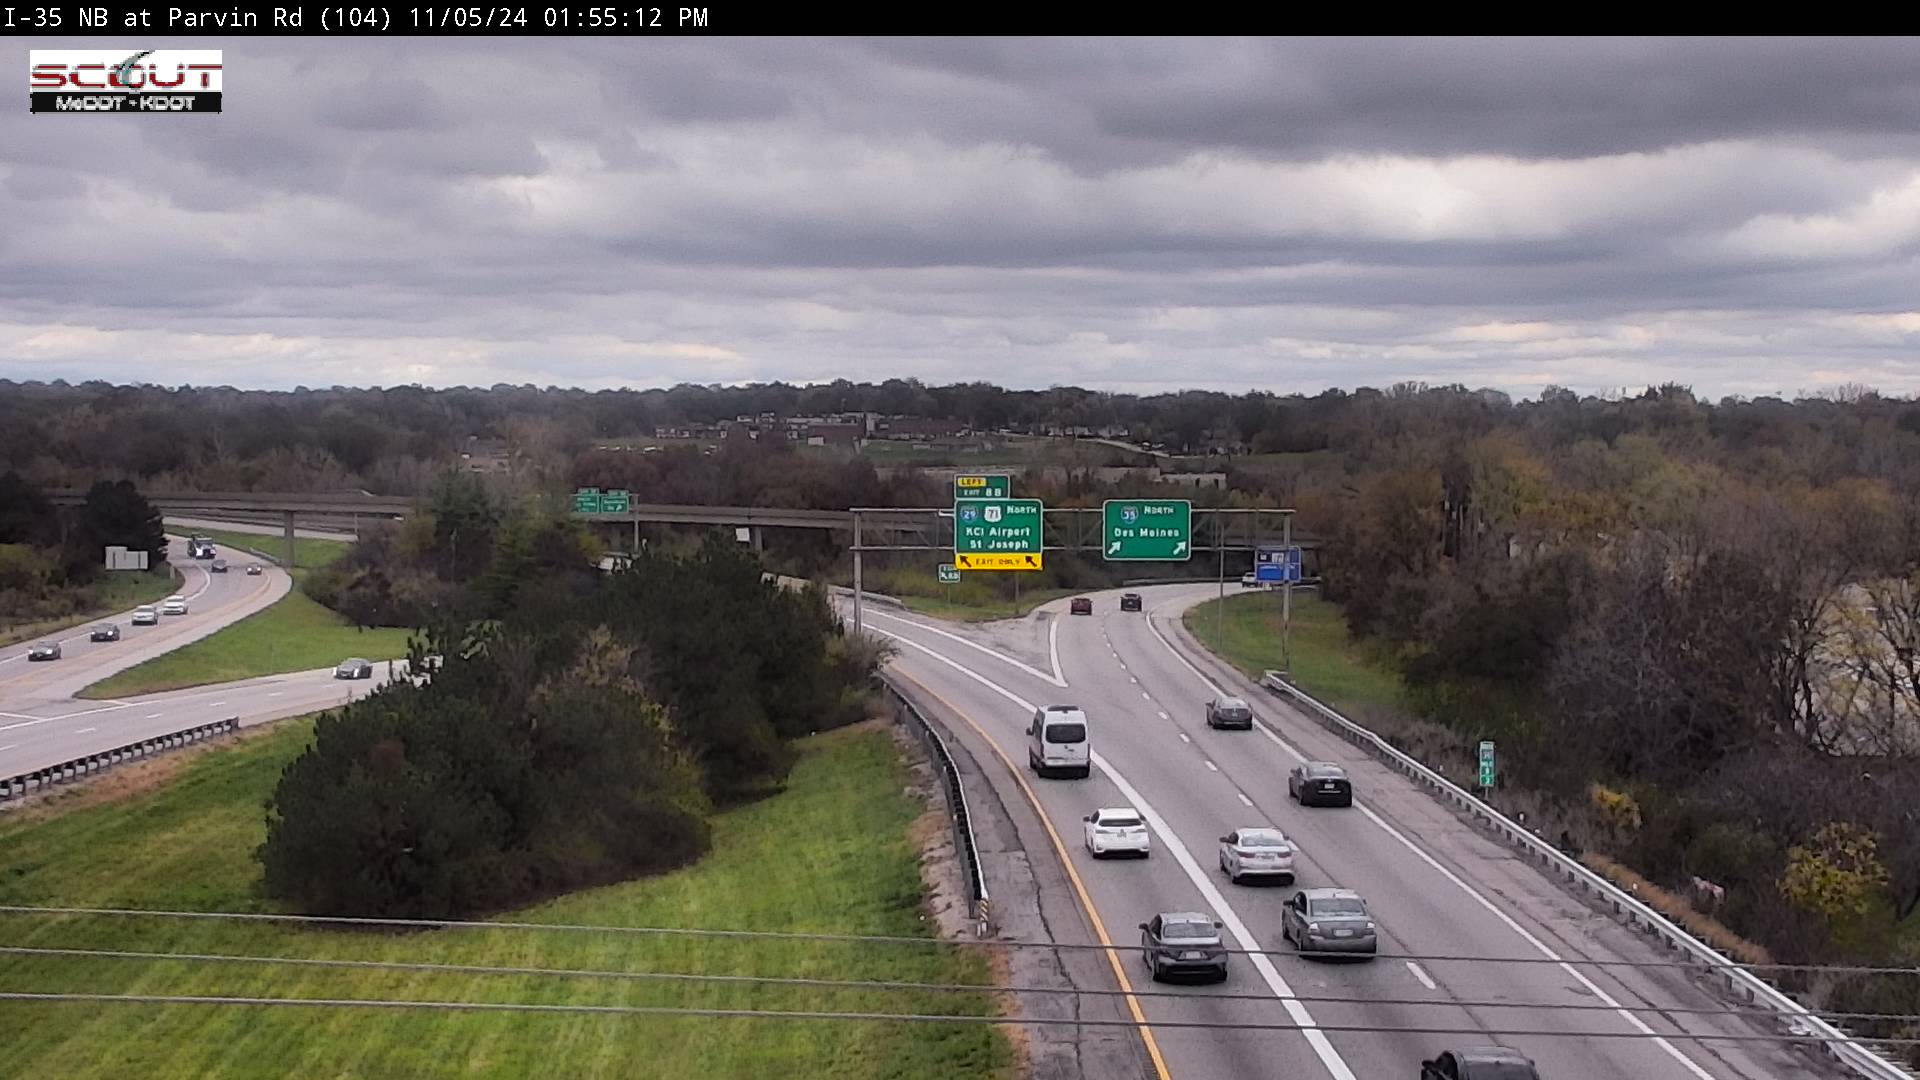 I-35 NB at Parvin Rd (104) 11/05/24 01:55:12 PM
SCOUT
MoDOT - KDOT
LEFT
EXIT 8B
29 71 NORTH
KCI Airport
St Joseph
EXIT ONLY
35 NORTH
Des Moines